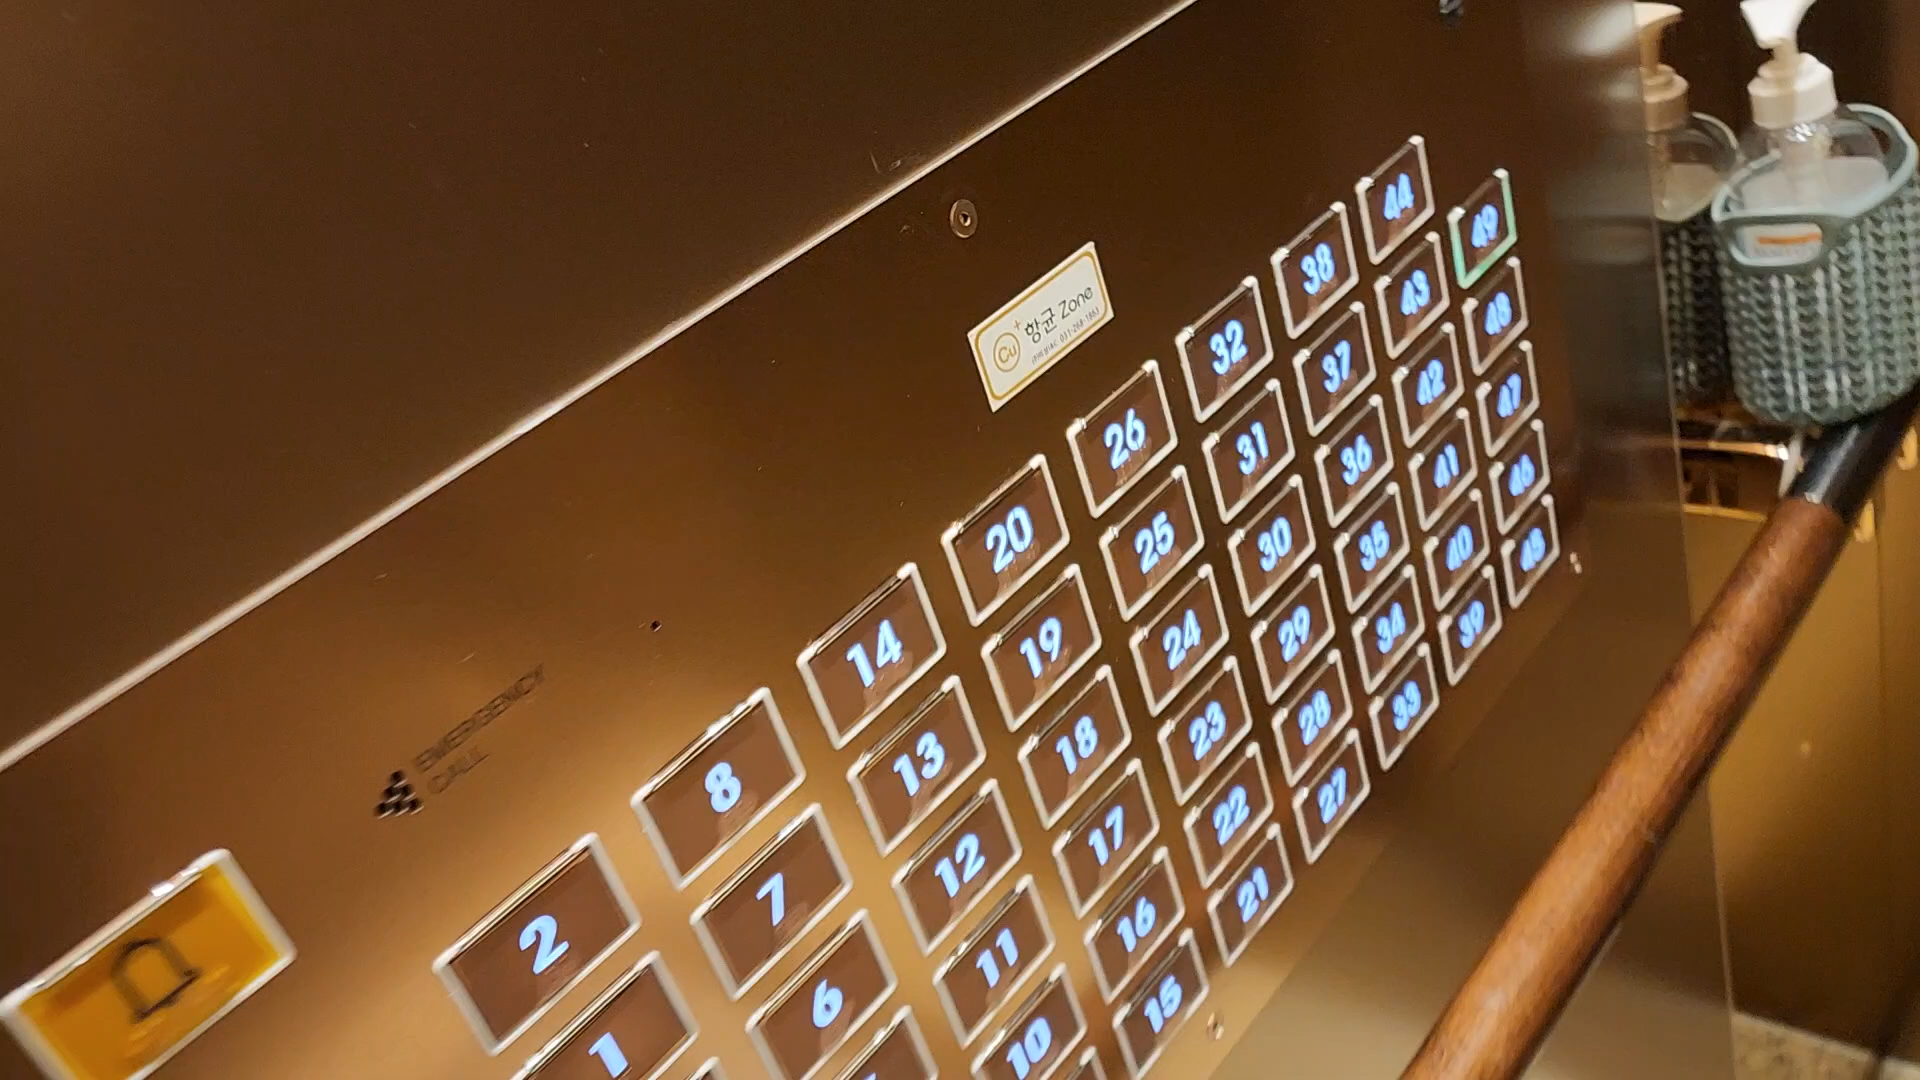 EMERGENCY
CALL
Cu+
항균 Zone
44 49
38 43 48
32 37 42 47
26 31 36 41 46
20 25 30 35 40 45
14 19 24 29 34 39
8 13 18 23 28 33
2 7 12 17 22 27
1 6 11 16 21
10 15